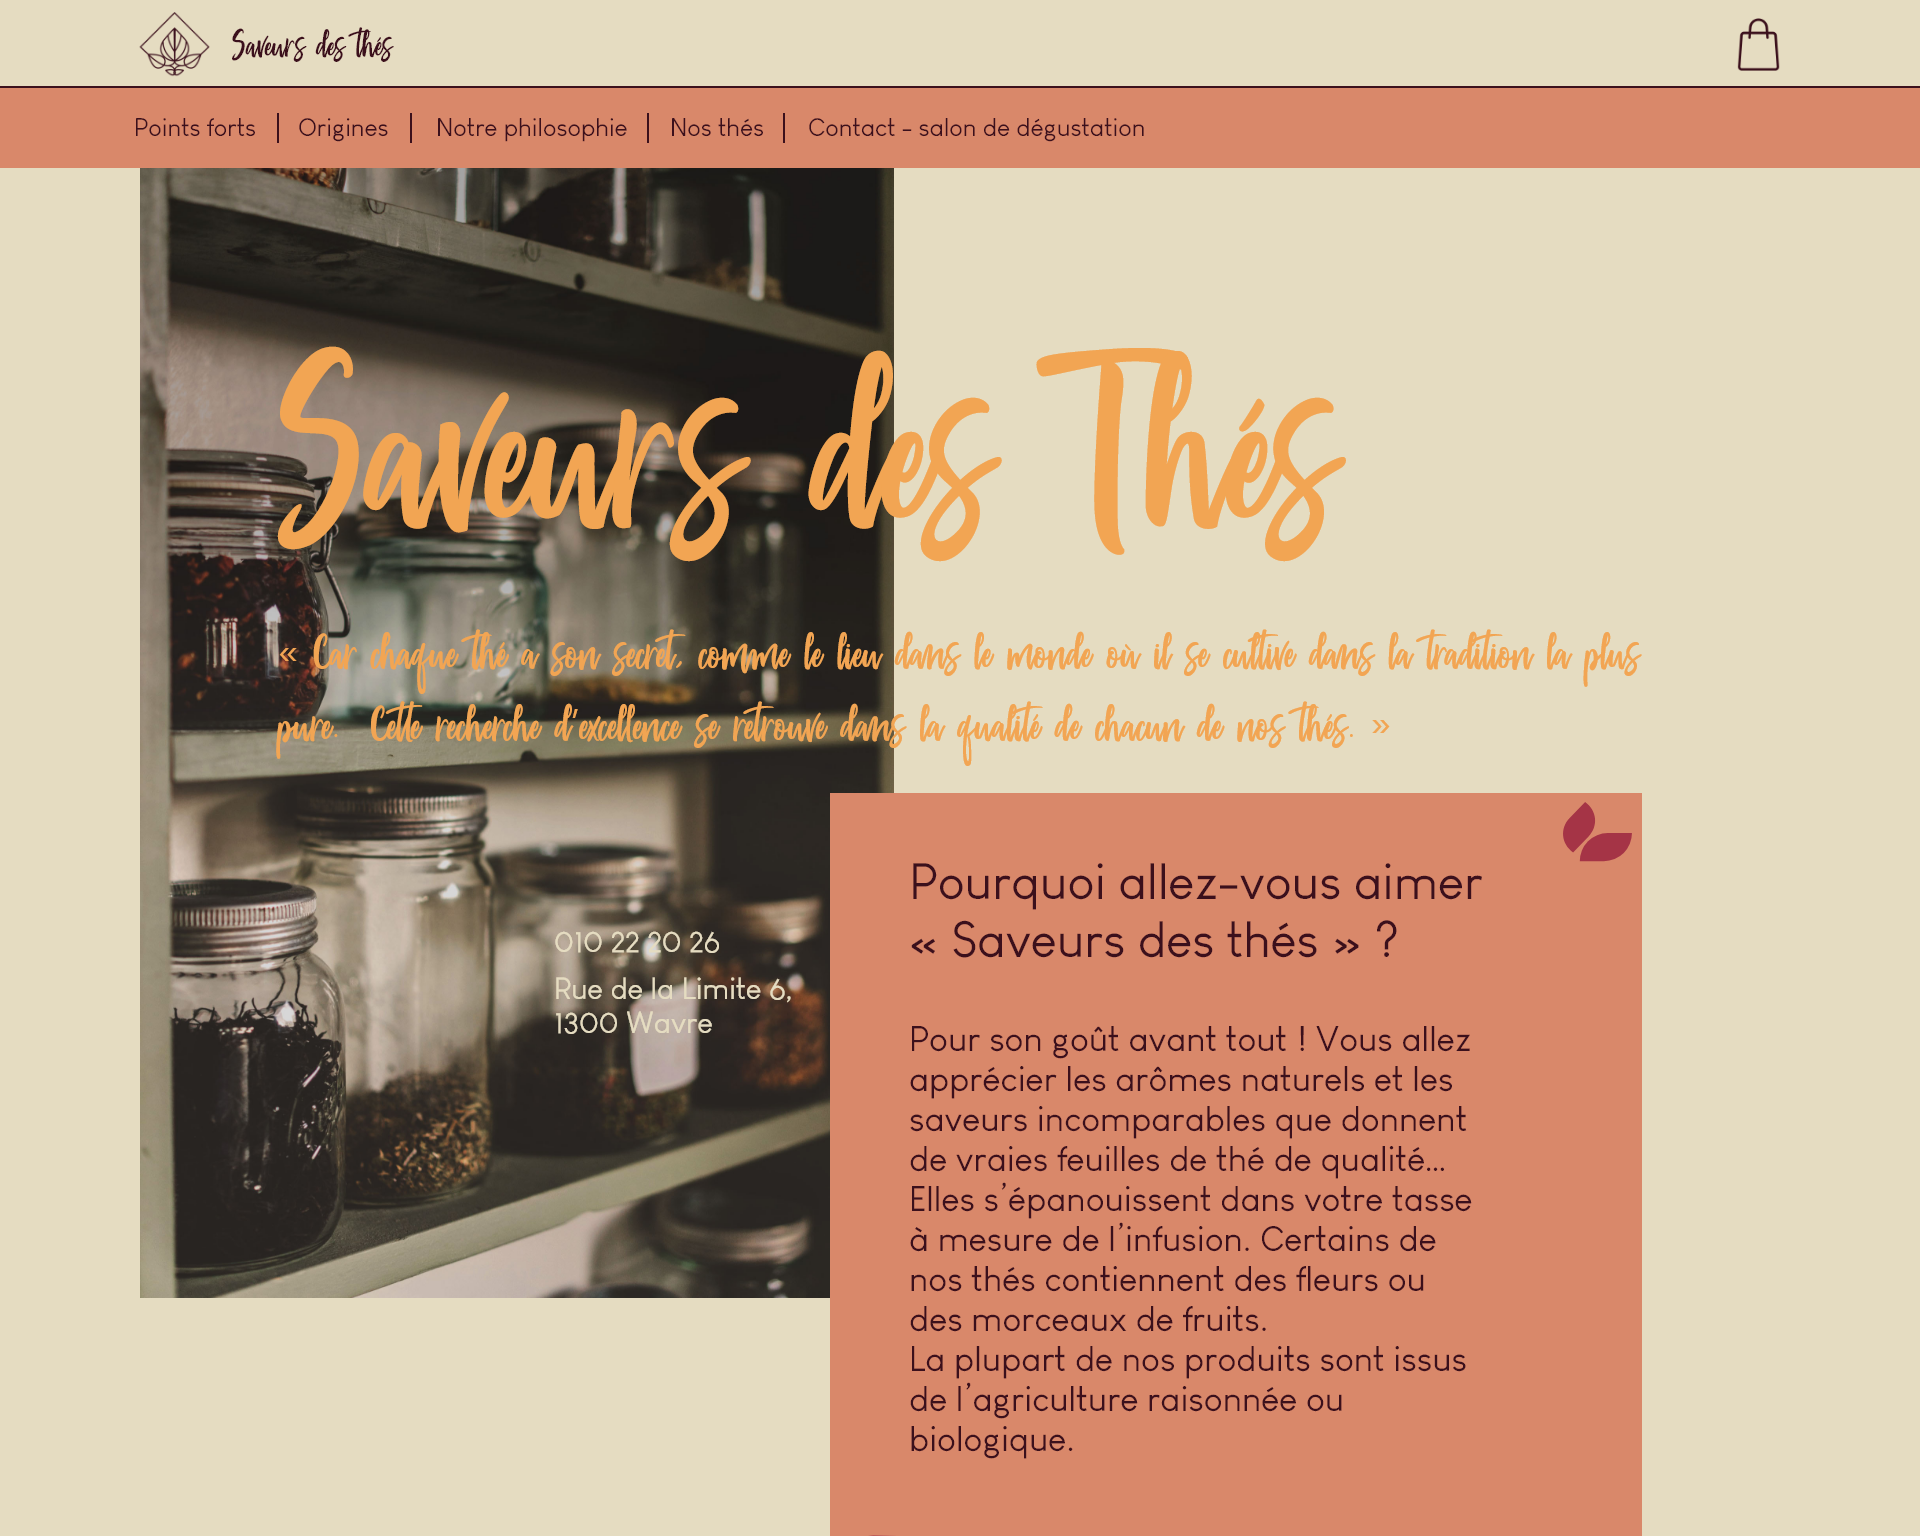 Saveurs des thés
Points forts
Origines
Notre philosophie
Nos thés
Contact - salon de dégustation
Saveurs des Thés
« Car chaque thé a son secret, comme le lieu dans le monde où il se cultive dans la tradition la plus
pure. Cette recherche d'excellence se retrouve dans la qualité de chacun de nos thés. »
010 22 20 26
Rue de la Limite 6,
1300 Wavre
Pourquoi allez-vous aimer
« Saveurs des thés » ?
Pour son goût avant tout ! Vous allez
apprécier les arômes naturels et les
saveurs incomparables que donnent
de vraies feuilles de thé de qualité...
Elles s’épanouissent dans votre tasse
à mesure de l’infusion. Certains de
nos thés contiennent des fleurs ou
des morceaux de fruits.
La plupart de nos produits sont issus
de l’agriculture raisonnée ou
biologique.